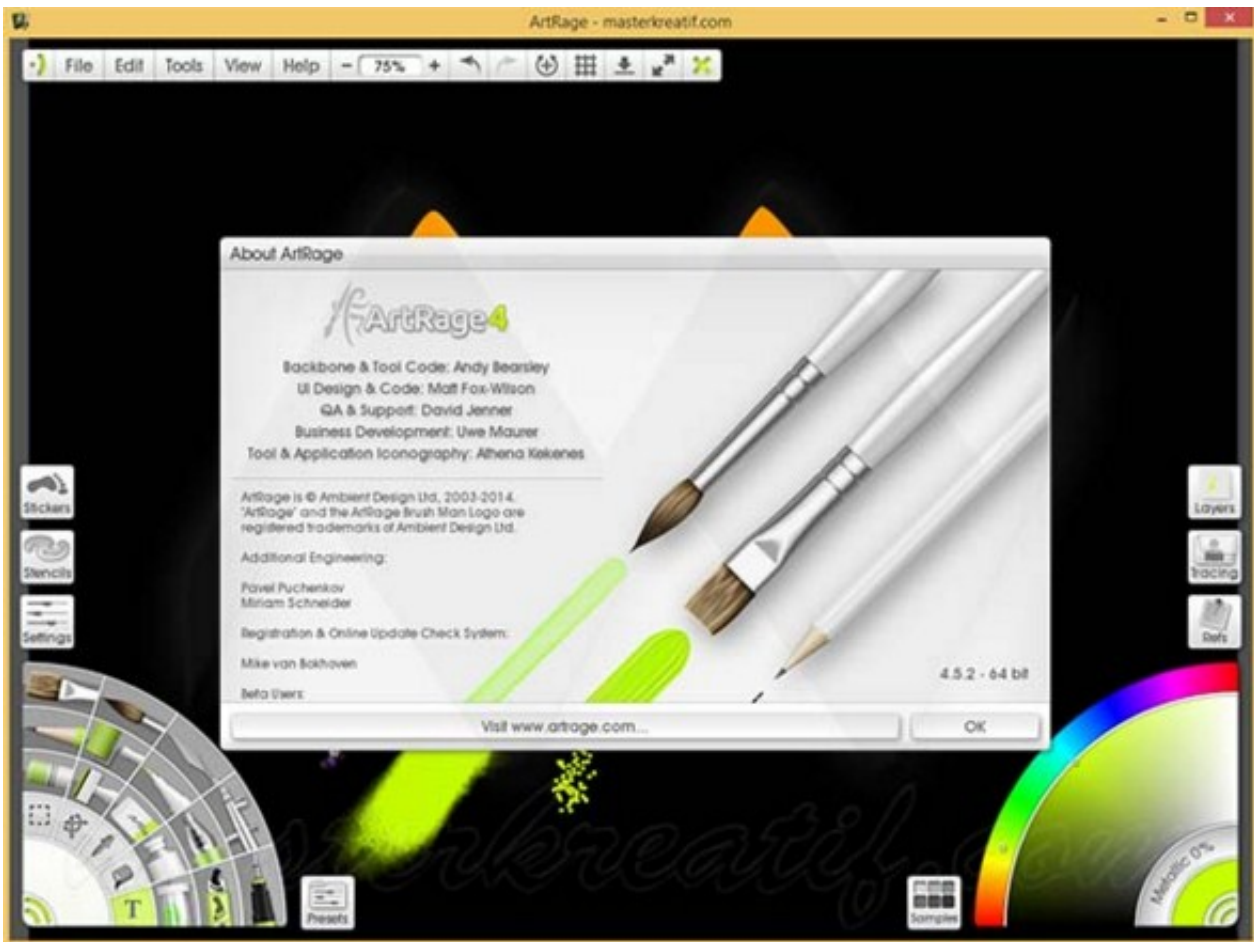 ArtRage - masterkreatif.com
File Edit Tools View Help - 75% +
About ArtRage
ArtRage4
Backbone & Tool Code: Andy Bearsley
UI Design & Code: Matt Fox-Wilson
QA & Support: David Jenner
Business Development: Uwe Maurer
Tool & Application Iconography: Athena Kekenes
ArtRage is © Ambient Design Ltd, 2003-2014.
"ArtRage" and the ArtRage Brush Man Logo are
registered trademarks of Ambient Design Ltd.
Additional Engineering:
Pavel Puchenkov
Miriam Schneider
Registration & Online Update Check System:
Mike van Bokhoven
Beta Users:
4.5.2 - 64 bit
Visit www.artrage.com...
OK
Stickers
Stencils
Settings
Layers
Tracing
Refs
T
Metallic 0%
Presets
Samples
masterkreatif.com